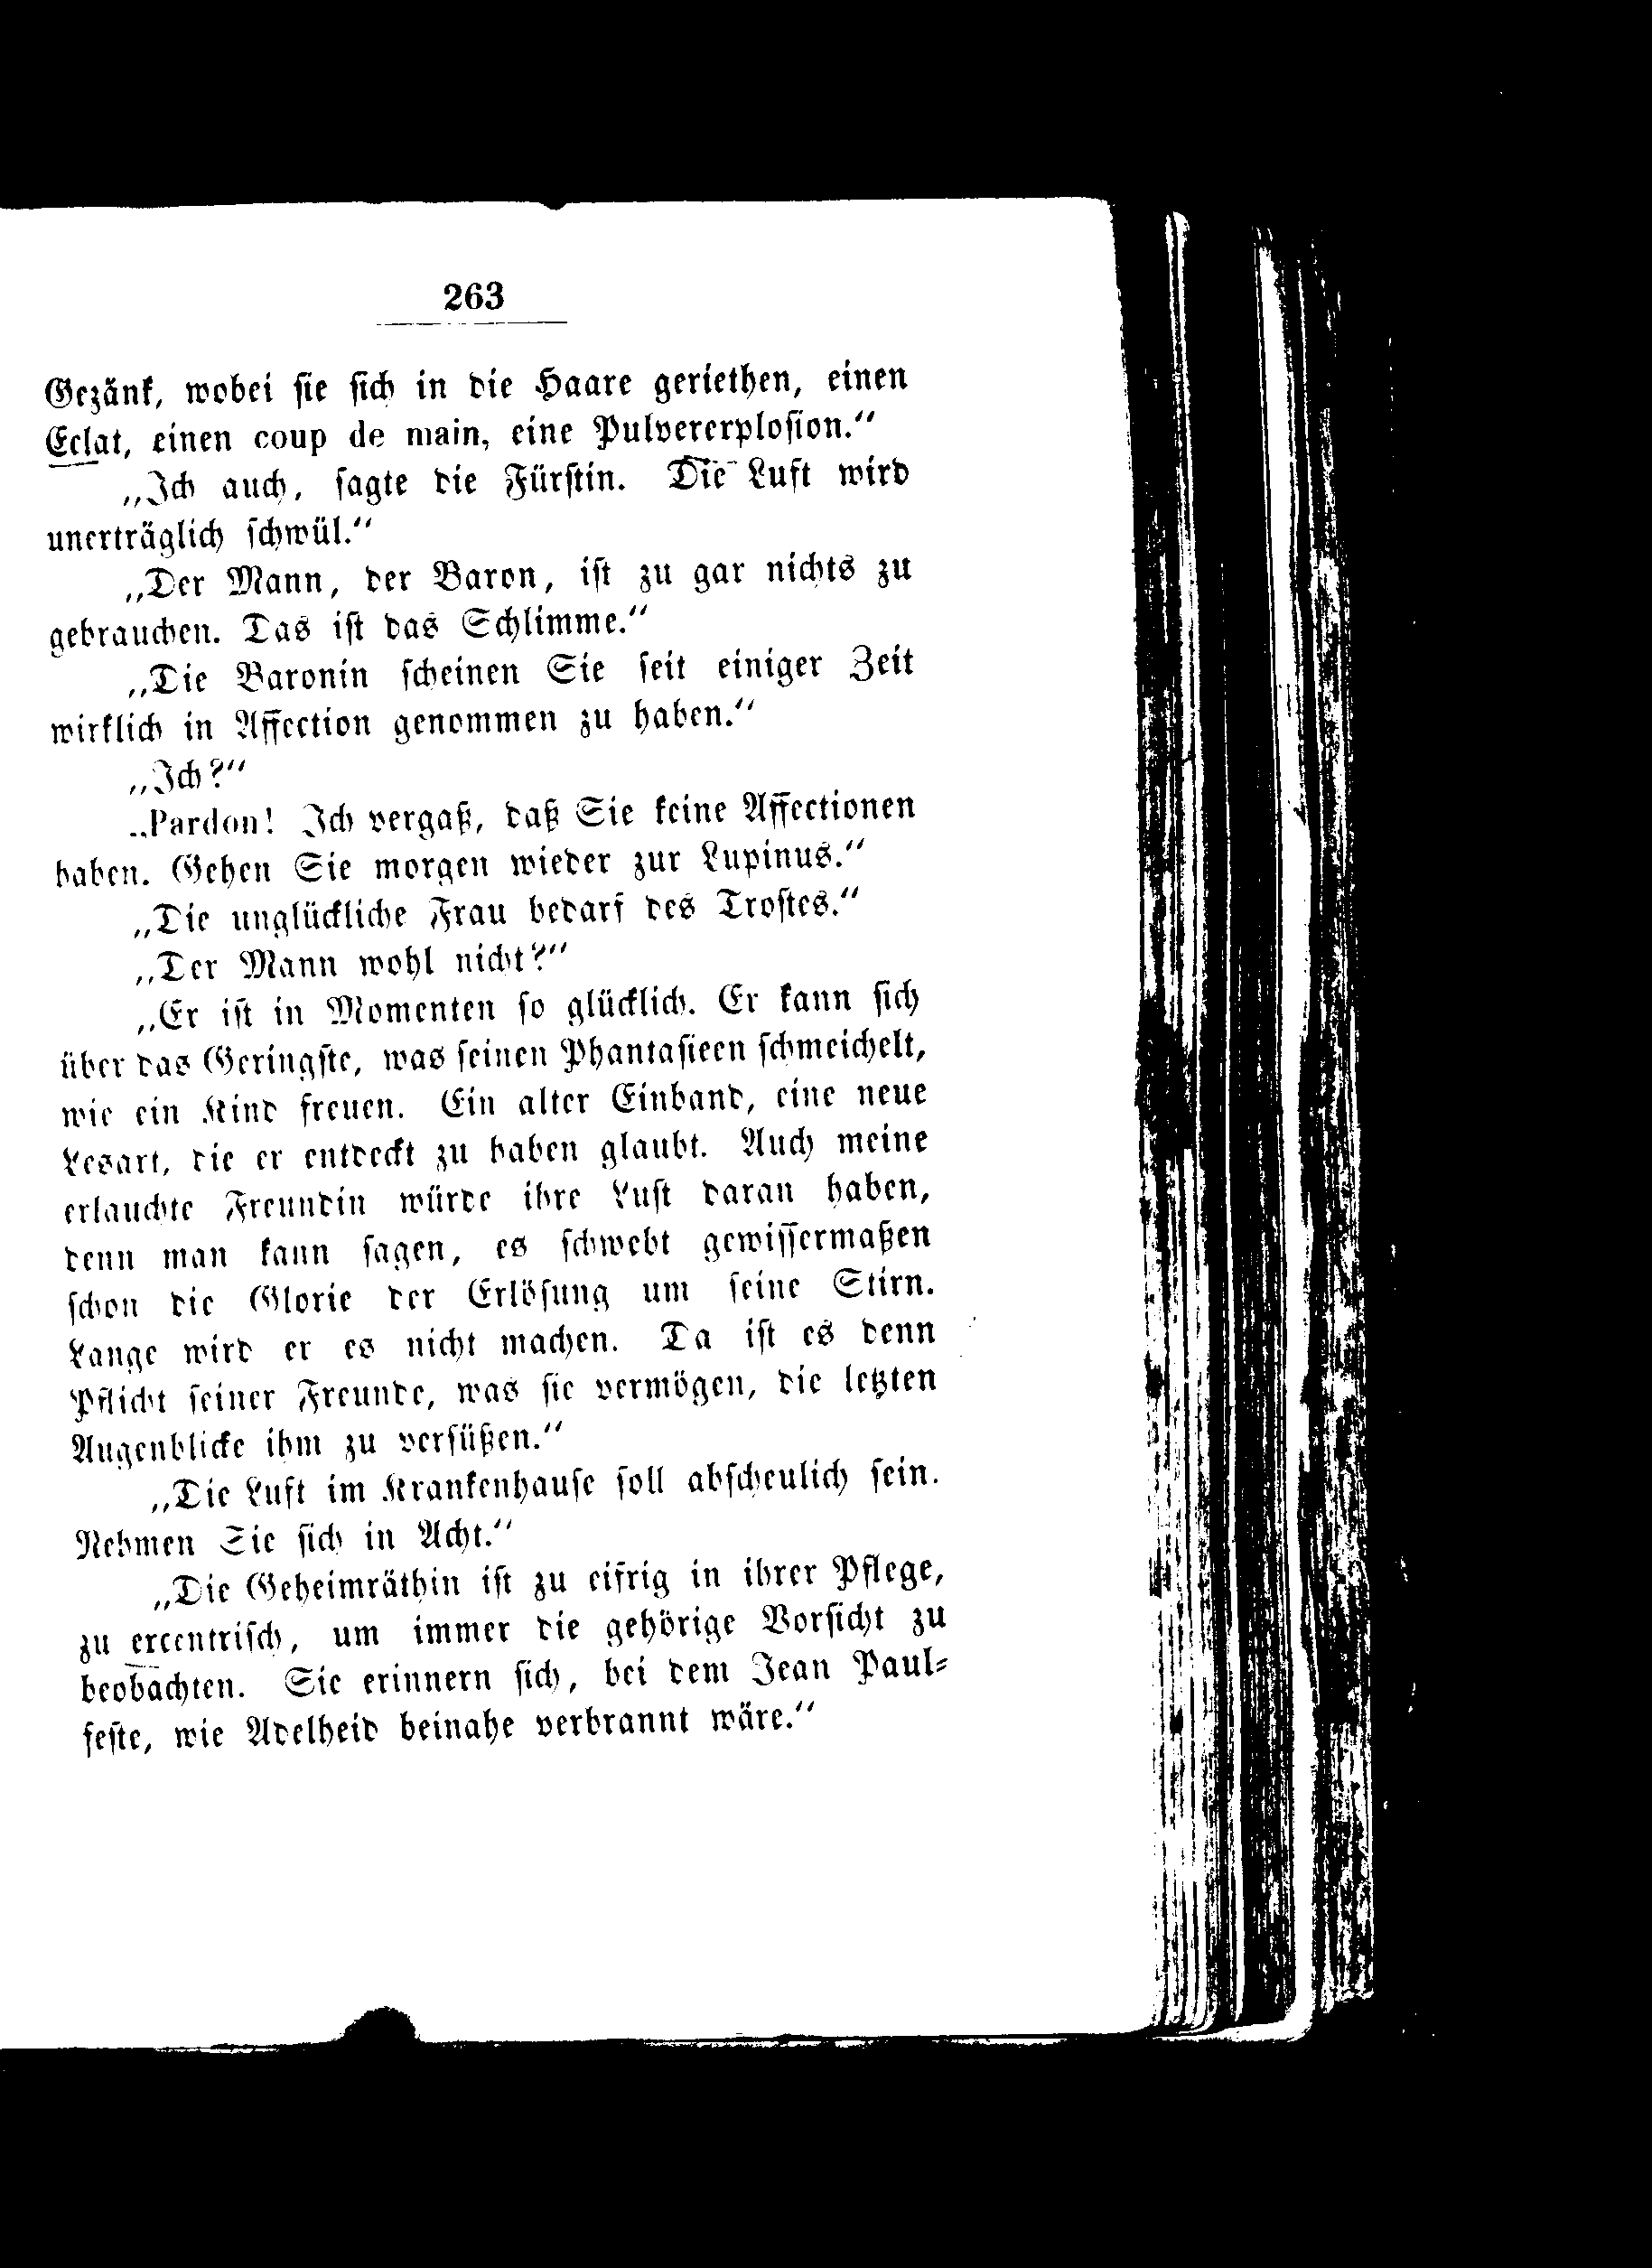 263
Gezänk, wobei ſie ſich in die Haare geriethen, einen
Eclat, einen coup de main, eine Pulverexploſion.“
„Ich auch, ſagte die Fürſtin. Die Luft wird
unerträglich ſchwül.“
„Der Mann, der Baron, iſt zu gar nichts zu
gebrauchen. Das iſt das Schlimme.“
„Die Baronin ſcheinen Sie ſeit einiger Zeit
wirklich in Affection genommen zu haben.“
„Ich?“
„Pardon! Ich vergaß, daß Sie keine Affectionen
haben. Gehen Sie morgen wieder zur Lupinus.“
„Die unglückliche Frau bedarf des Troſtes.“
„Der Mann wohl nicht?“
„Er iſt in Momenten ſo glücklich. Er kann ſich
über das Geringſte, was ſeinen Phantaſieen ſchmeichelt,
wie ein Kind freuen. Ein alter Einband, eine neue
Lesart, die er entdeckt zu haben glaubt. Auch meine
erlauchte Freundin würde ihre Luſt daran haben,
denn man kann ſagen, es ſchwebt gewiſſermaßen
ſchon die Glorie der Erlöſung um ſeine Stirn.
Lange wird er es nicht machen. Da iſt es denn
Pflicht ſeiner Freunde, was ſie vermögen, die letzten
Augenblicke ihm zu verſüßen.“
„Die Luft im Krankenhauſe ſoll abſcheulich ſein.
Nehmen Sie ſich in Acht.“
„Die Geheimräthin iſt zu eifrig in ihrer Pflege,
zu excentriſch, um immer die gehörige Vorſicht zu
beobachten. Sie erinnern ſich, bei dem Jean Paul-
feſte, wie Adelheid beinahe verbrannt wäre.“